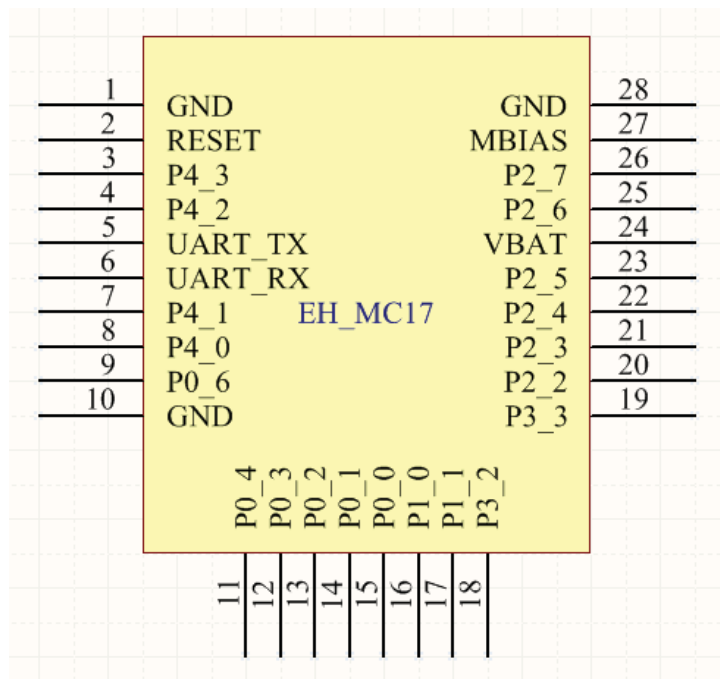 1 GND GND 28
2 RESET MBIAS 27
3 P4_3 P2_7 26
4 P4_2 P2_6 25
5 UART_TX VBAT 24
6 UART_RX P2_5 23
7 P4_1 EH_MC17 P2_4 22
8 P4_0 P2_3 21
9 P0_6 P2_2 20
10 GND P3_3 19
P0_4 P0_3 P0_2 P0_1 P0_0 P1_0 P1_1 P3_2
11 12 13 14 15 16 17 18